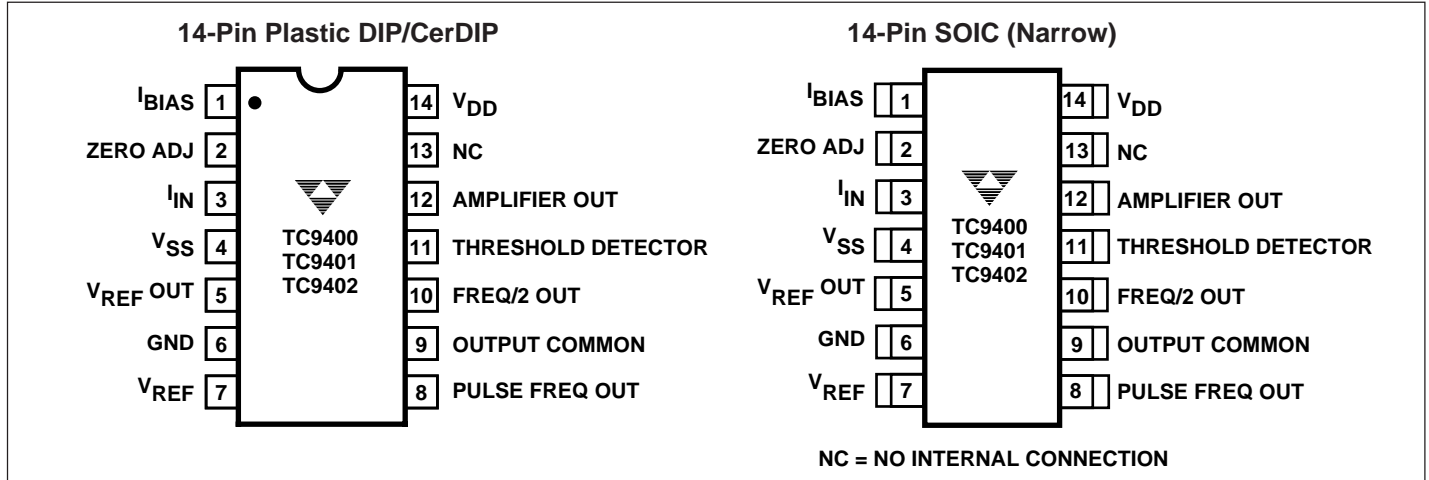 14-Pin Plastic DIP/CerDIP
IBIAS 1
ZERO ADJ 2
IIN 3
VSS 4
VREF OUT 5
GND 6
VREF 7
TC9400
TC9401
TC9402
14 VDD
13 NC
12 AMPLIFIER OUT
11 THRESHOLD DETECTOR
10 FREQ/2 OUT
9 OUTPUT COMMON
8 PULSE FREQ OUT
14-Pin SOIC (Narrow)
IBIAS 1
ZERO ADJ 2
IIN 3
VSS 4
VREF OUT 5
GND 6
VREF 7
TC9400
TC9401
TC9402
14 VDD
13 NC
12 AMPLIFIER OUT
11 THRESHOLD DETECTOR
10 FREQ/2 OUT
9 OUTPUT COMMON
8 PULSE FREQ OUT
NC = NO INTERNAL CONNECTION